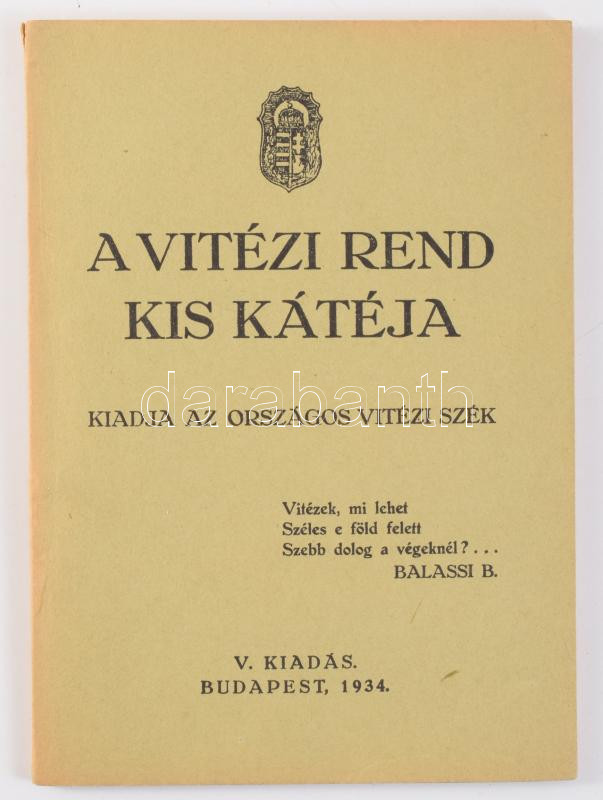 A VITÉZI REND
KIS KÁTÉJA
darabanth
KIADJA AZ ORSZÁGOS VITÉZI SZÉK
Vitézek, mi lehet
Széles e föld felett
Szebb dolog a végeknél?...
BALASSI B.
V. KIADÁS.
BUDAPEST, 1934.